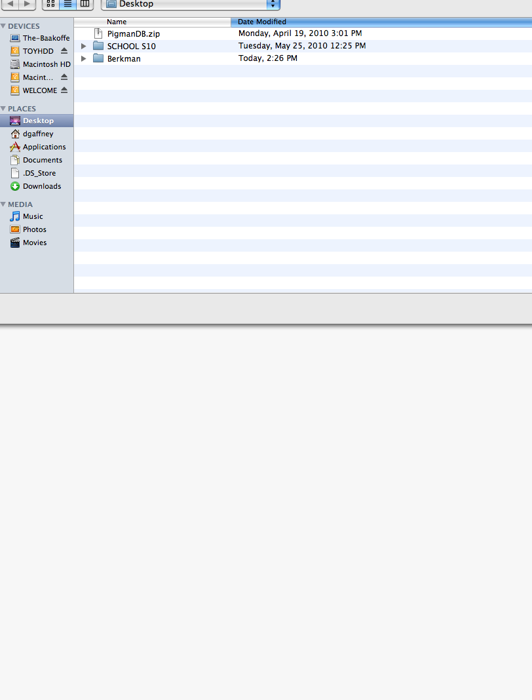 Desktop
Name Date Modified
PigmanDB.zip Monday, April 19, 2010 3:01 PM
SCHOOL S10 Tuesday, May 25, 2010 12:25 PM
Berkman Today, 2:26 PM
DEVICES
The-Baakoffe
TOYHDD
Macintosh HD
Macint...
WELCOME
PLACES
Desktop
dgaffney
Applications
Documents
.DS_Store
Downloads
MEDIA
Music
Photos
Movies